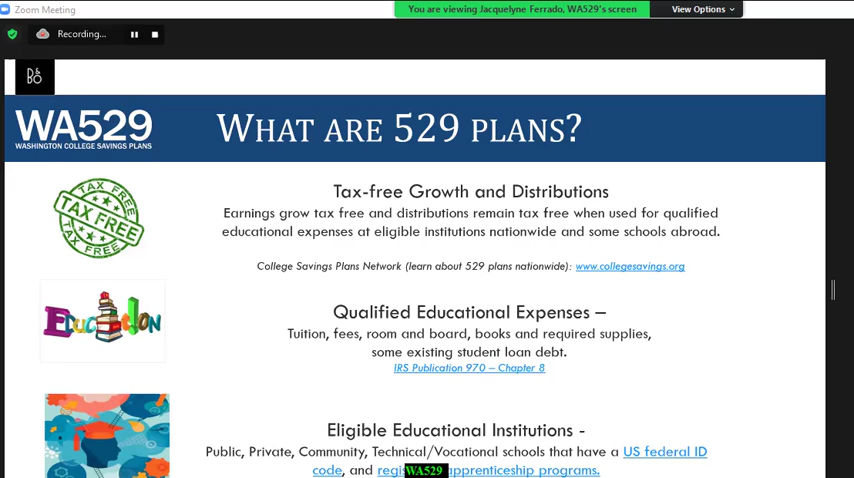 Zoom Meeting
You are viewing Jacquelyne Ferrado, WA529's screen
View Options
Recording...
B&O
WA529
WASHINGTON COLLEGE SAVINGS PLANS
WHAT ARE 529 PLANS?
TAX FREE
TAX FREE
TAX FREE
Tax-free Growth and Distributions
Earnings grow tax free and distributions remain tax free when used for qualified
educational expenses at eligible institutions nationwide and some schools abroad.
College Savings Plans Network (learn about 529 plans nationwide): www.collegesavings.org
Education
Qualified Educational Expenses –
Tuition, fees, room and board, books and required supplies,
some existing student loan debt.
IRS Publication 970 – Chapter 8
Eligible Educational Institutions -
Public, Private, Community, Technical/Vocational schools that have a US federal ID
code, and regis WA529 apprenticeship programs.